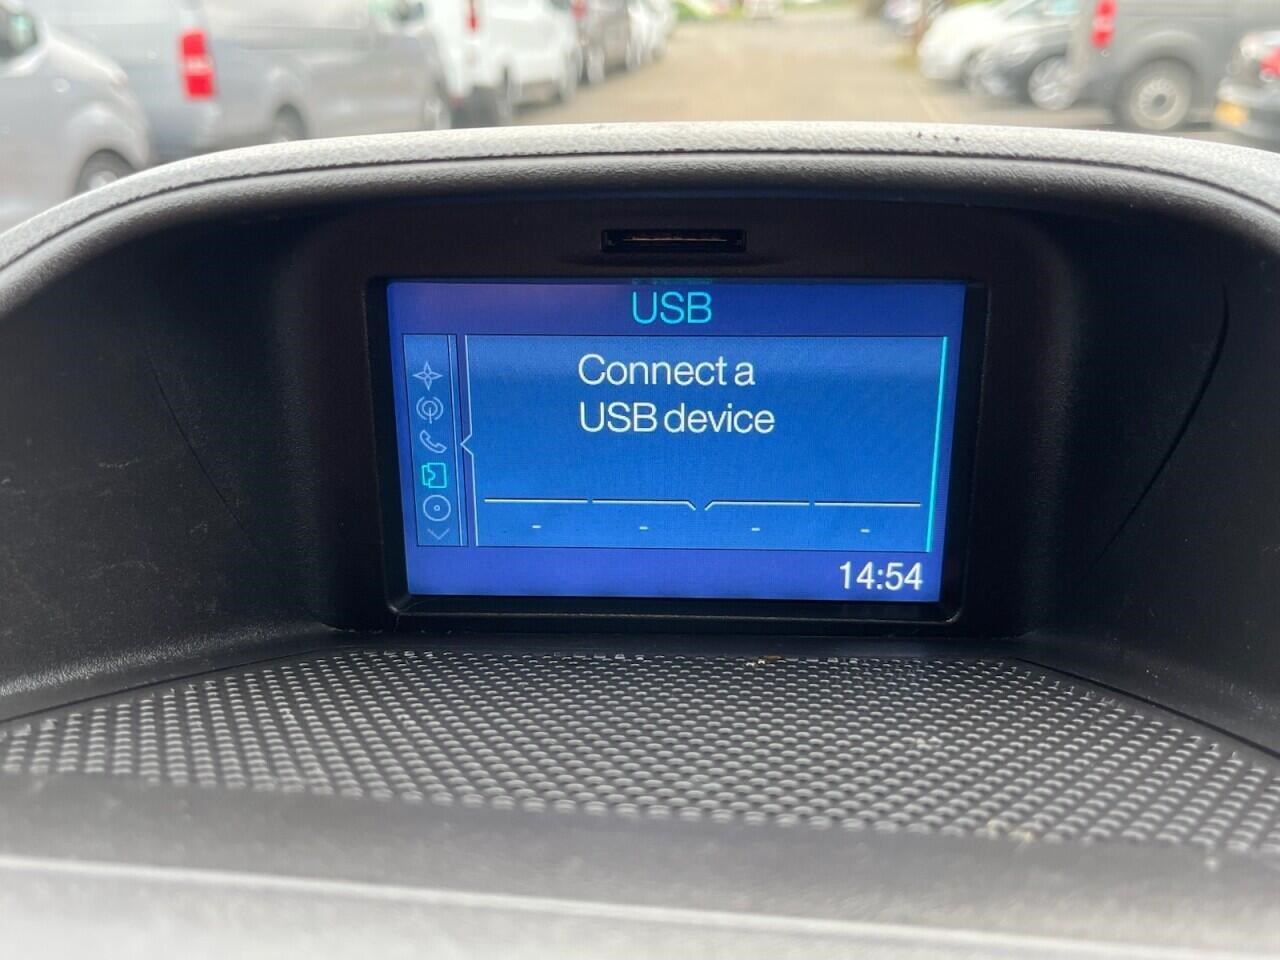 USB
Connect a
USB device
- - - -
14:54